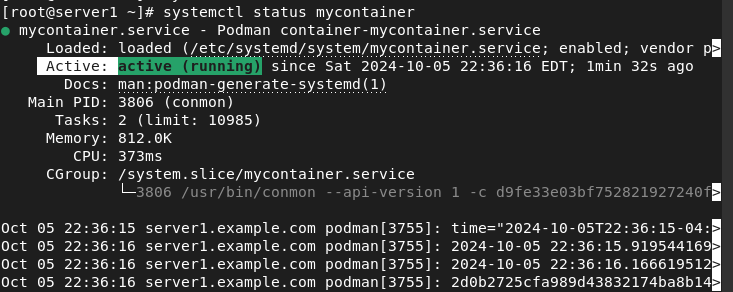 [root@server1 ~]# systemctl status mycontainer
● mycontainer.service - Podman container-mycontainer.service
Loaded: loaded (/etc/systemd/system/mycontainer.service; enabled; vendor p>
Active: active (running) since Sat 2024-10-05 22:36:16 EDT; 1min 32s ago
Docs: man:podman-generate-systemd(1)
Main PID: 3806 (conmon)
Tasks: 2 (limit: 10985)
Memory: 812.0K
CPU: 373ms
CGroup: /system.slice/mycontainer.service
└─3806 /usr/bin/conmon --api-version 1 -c d9fe33e03bf752821927240f>
Oct 05 22:36:15 server1.example.com podman[3755]: time="2024-10-05T22:36:15-04:>
Oct 05 22:36:16 server1.example.com podman[3755]: 2024-10-05 22:36:15.919544169>
Oct 05 22:36:16 server1.example.com podman[3755]: 2024-10-05 22:36:16.166619512>
Oct 05 22:36:16 server1.example.com podman[3755]: 2d0b2725cfa989d43832174ba8b14>